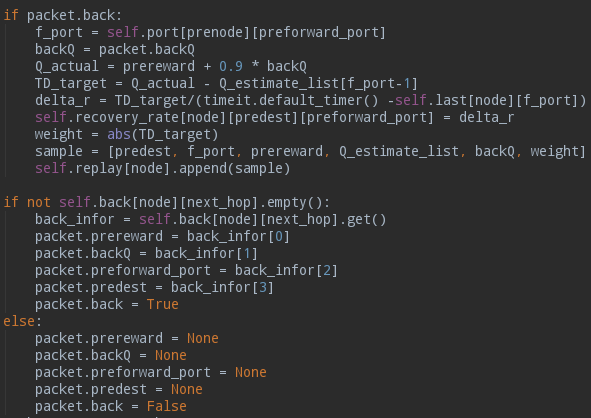 if packet.back:
    f_port = self.port[prenode][preforward_port]
    backQ = packet.backQ
    Q_actual = prereward + 0.9 * backQ
    TD_target = Q_actual - Q_estimate_list[f_port-1]
    delta_r = TD_target/(timeit.default_timer() -self.last[node][f_port])
    self.recovery_rate[node][predest][preforward_port] = delta_r
    weight = abs(TD_target)
    sample = [predest, f_port, prereward, Q_estimate_list, backQ, weight]
    self.replay[node].append(sample)

if not self.back[node][next_hop].empty():
    back_infor = self.back[node][next_hop].get()
    packet.prereward = back_infor[0]
    packet.backQ = back_infor[1]
    packet.preforward_port = back_infor[2]
    packet.predest = back_infor[3]
    packet.back = True
else:
    packet.prereward = None
    packet.backQ = None
    packet.preforward_port = None
    packet.predest = None
    packet.back = False